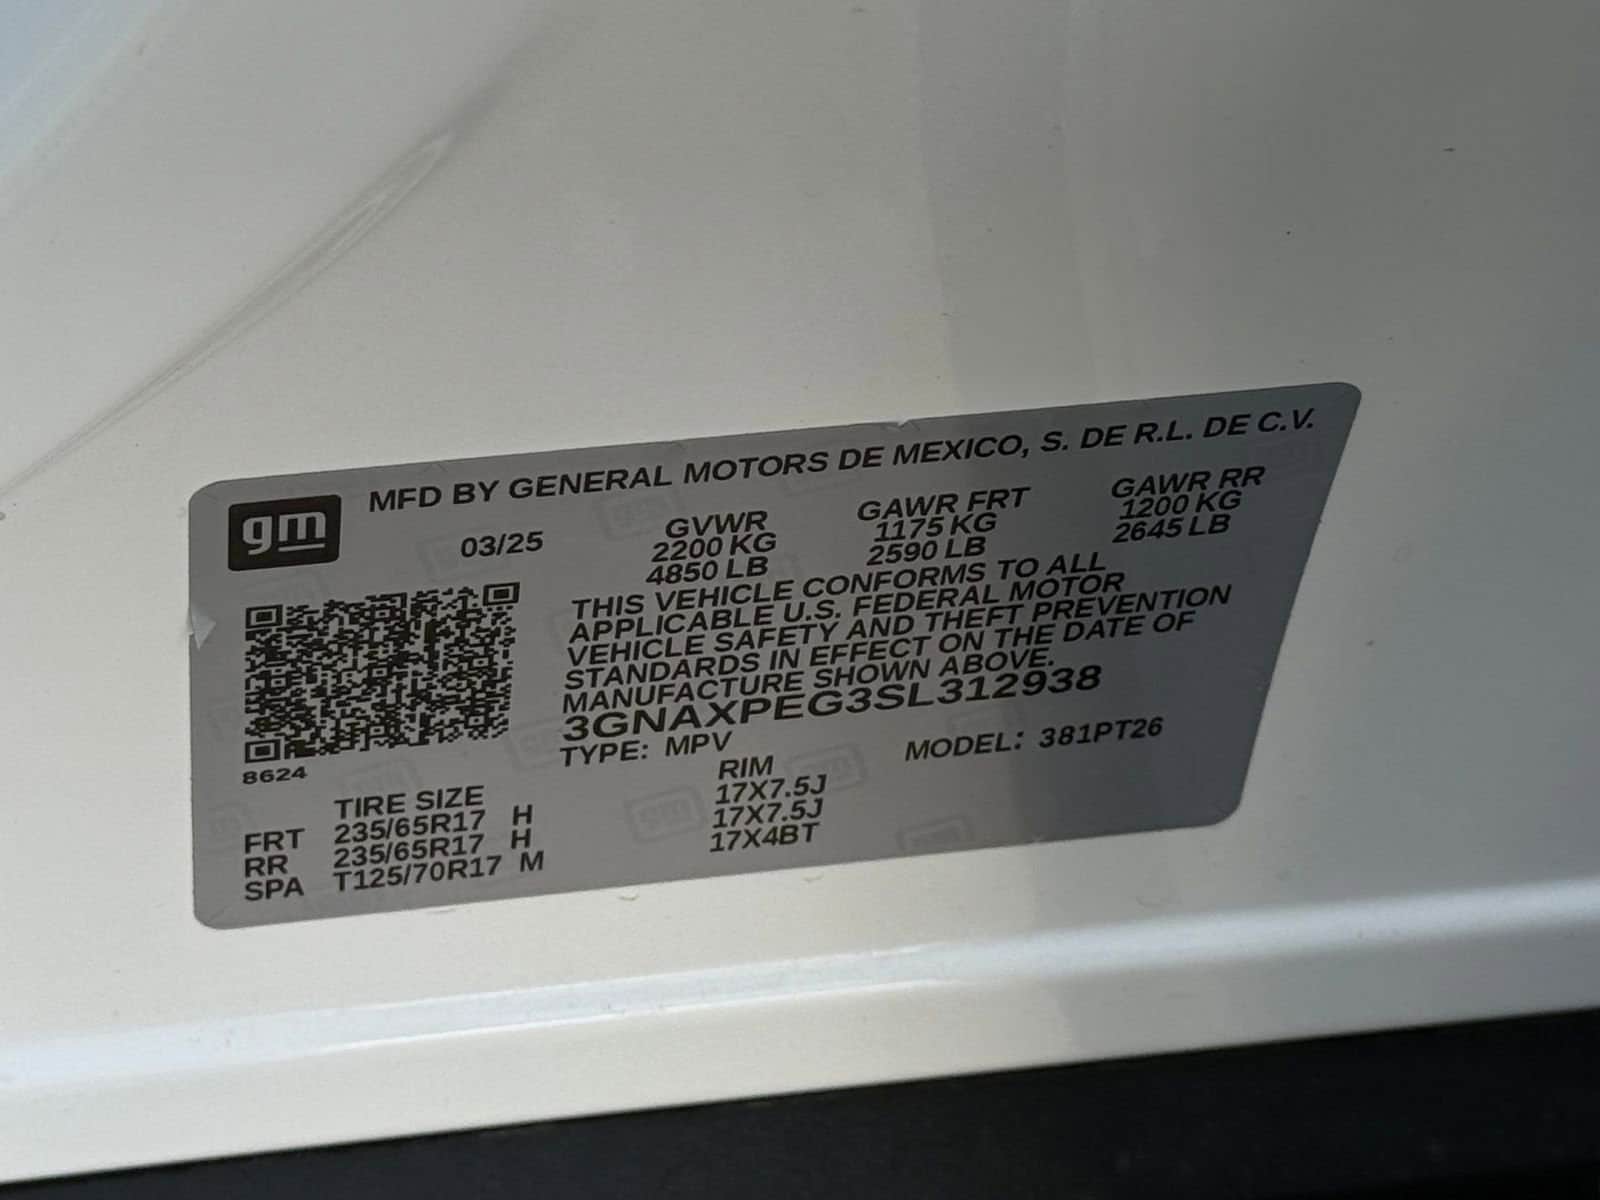 gm
MFD BY GENERAL MOTORS DE MEXICO, S. DE R.L. DE C.V.
03/25
GVWR
2200 KG
4850 LB
GAWR FRT
1175 KG
2590 LB
GAWR RR
1200 KG
2645 LB
THIS VEHICLE CONFORMS TO ALL
APPLICABLE U.S. FEDERAL MOTOR
VEHICLE SAFETY AND THEFT PREVENTION
STANDARDS IN EFFECT ON THE DATE OF
MANUFACTURE SHOWN ABOVE.
3GNAXPEG3SL312938
TYPE: MPV
MODEL: 381PT26
8624
TIRE SIZE RIM
FRT 235/65R17 H 17X7.5J
RR 235/65R17 H 17X7.5J
SPA T125/70R17 M 17X4BT